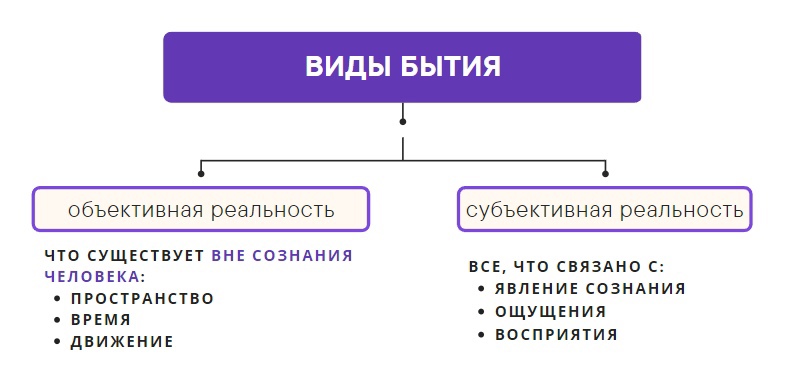 ВИДЫ БЫТИЯ
объективная реальность
ЧТО СУЩЕСТВУЕТ ВНЕ СОЗНАНИЯ
ЧЕЛОВЕКА:
• ПРОСТРАНСТВО
• ВРЕМЯ
• ДВИЖЕНИЕ
субъективная реальность
ВСЕ, ЧТО СВЯЗАНО С:
• ЯВЛЕНИЕ СОЗНАНИЯ
• ОЩУЩЕНИЯ
• ВОСПРИЯТИЯ